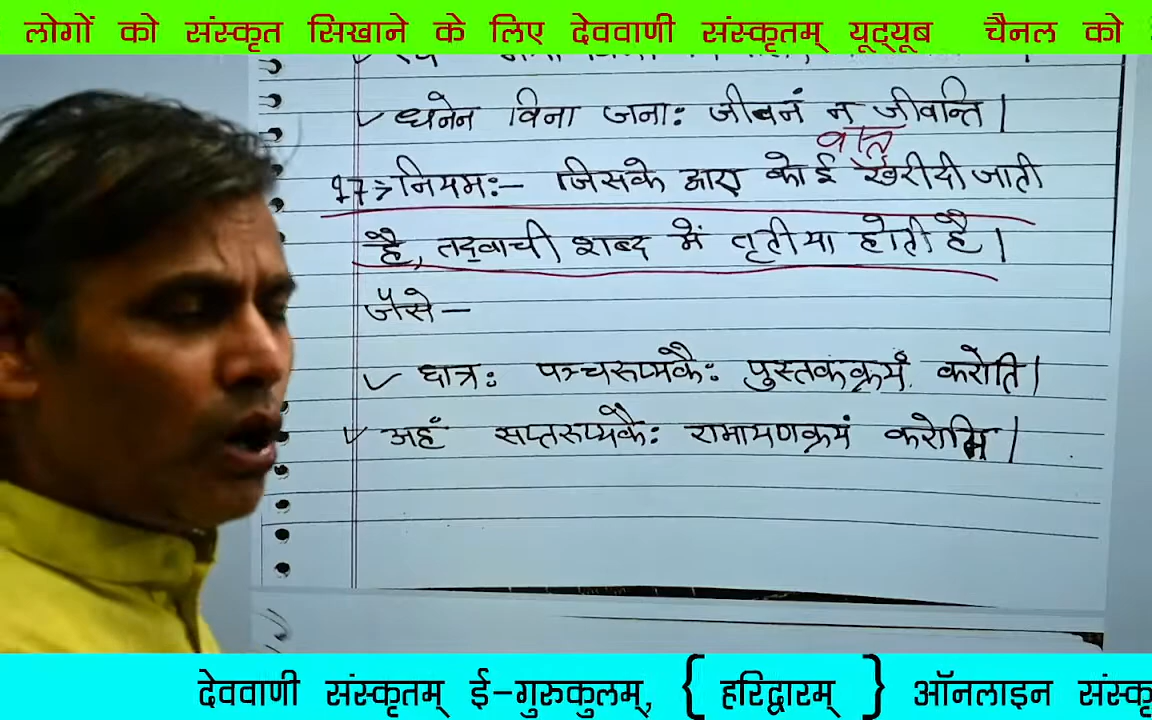 लोगों को संस्कृत सिखाने के लिए देववाणी संस्कृतम् यूट्यूब चैनल को
धनेन विना जनाः जीवनं न जीवन्ति।
वस्तु
17> नियमः- जिसके द्वारा कोई खरीदी जाती
है, तद्वाची शब्द में तृतीया होती है।
जैसे-
छात्रः पञ्चरूप्यकैः पुस्तकक्रयं करोति।
अहं सप्तरूप्यकैः रामायणक्रयं करोमि।
देववाणी संस्कृतम् ई-गुरुकुलम्, { हरिद्वारम् } ऑनलाइन